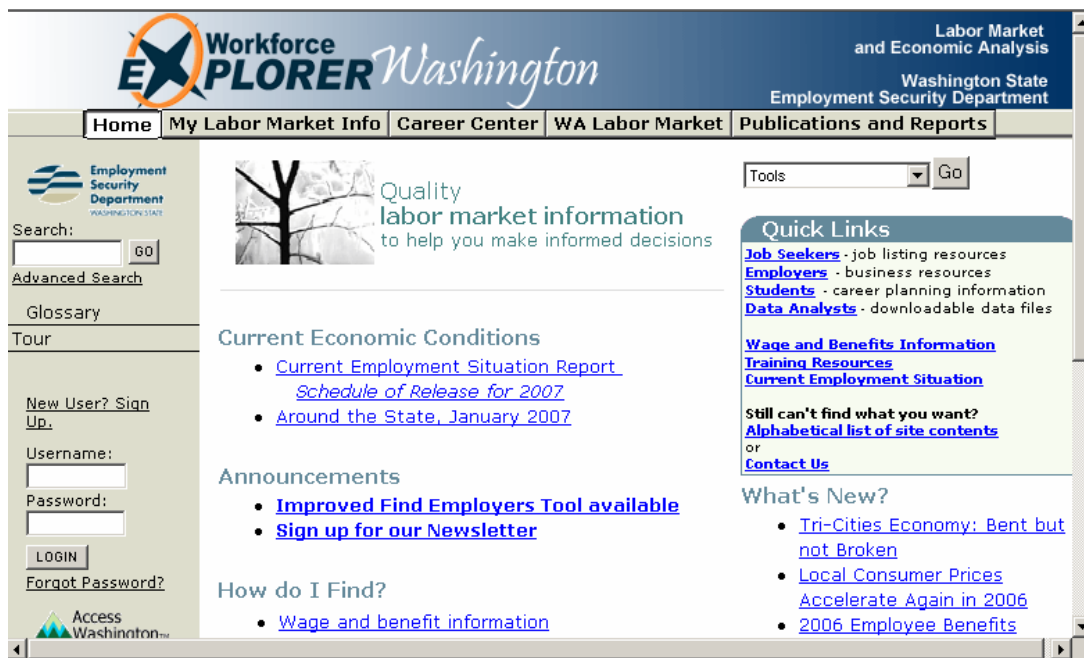 Workforce
EXPLORER Washington
Labor Market
and Economic Analysis
Washington State
Employment Security Department
Home My Labor Market Info Career Center WA Labor Market Publications and Reports
Employment
Security
Department
WASHINGTON STATE
Search:
GO
Advanced Search
Glossary
Tour
New User? Sign
Up.
Username:
Password:
LOGIN
Forgot Password?
Access
Washington™
Quality
labor market information
to help you make informed decisions
Current Economic Conditions
• Current Employment Situation Report
Schedule of Release for 2007
• Around the State, January 2007
Announcements
• Improved Find Employers Tool available
• Sign up for our Newsletter
How do I Find?
• Wage and benefit information
Tools Go
Quick Links
Job Seekers - job listing resources
Employers - business resources
Students - career planning information
Data Analysts - downloadable data files
Wage and Benefits Information
Training Resources
Current Employment Situation
Still can't find what you want?
Alphabetical list of site contents
or
Contact Us
What's New?
• Tri-Cities Economy: Bent but
not Broken
• Local Consumer Prices
Accelerate Again in 2006
• 2006 Employee Benefits